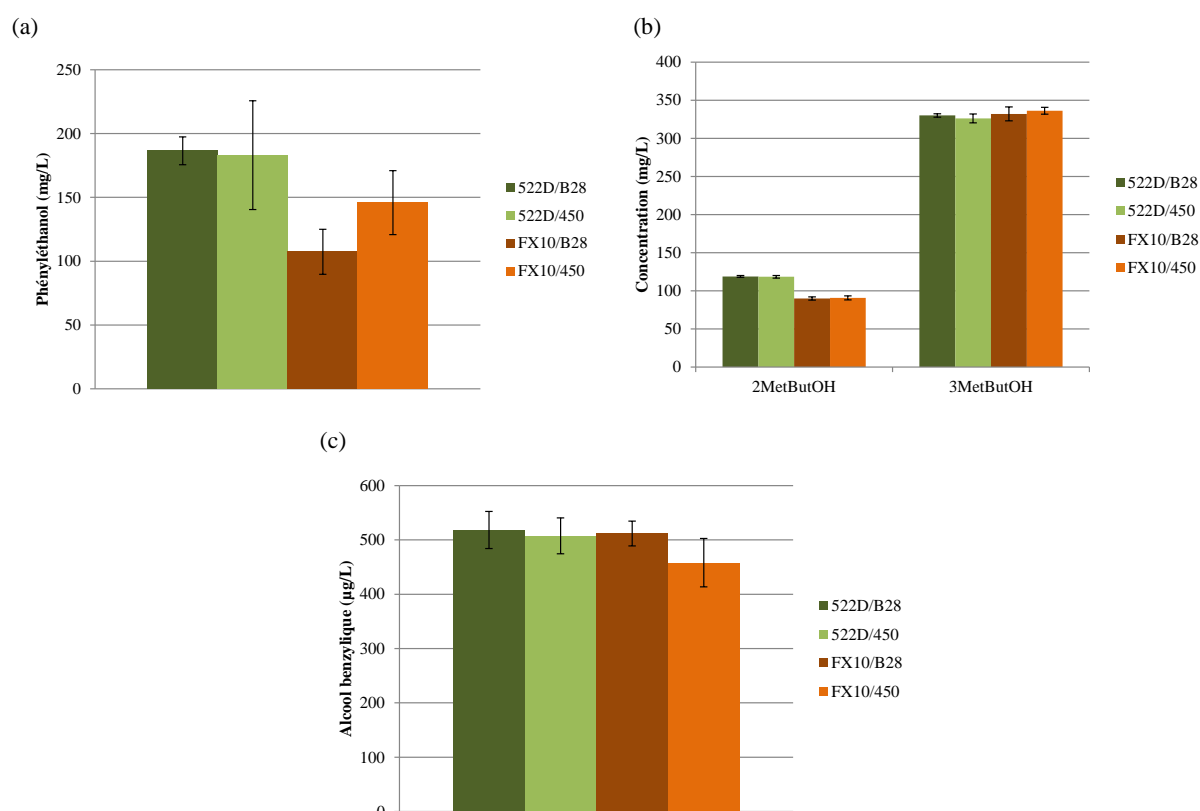 (a)
Phényléthanol (mg/L)
250
200
150
100
50
0
522D/B28
522D/450
FX10/B28
FX10/450
(b)
Concentration (mg/L)
400
350
300
250
200
150
100
50
0
2MetButOH
3MetButOH
522D/B28
522D/450
FX10/B28
FX10/450
(c)
Alcool benzylique (µg/L)
600
500
400
300
200
100
0
522D/B28
522D/450
FX10/B28
FX10/450